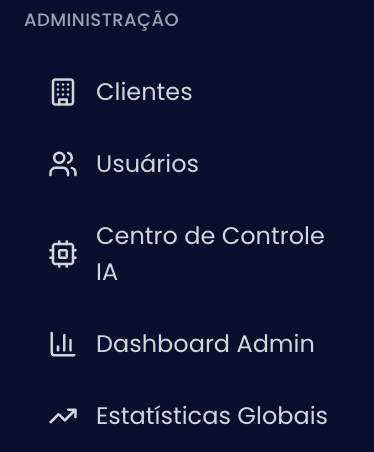 ADMINISTRAÇÃO
Clientes
Usuários
Centro de Controle
IA
Dashboard Admin
Estatísticas Globais